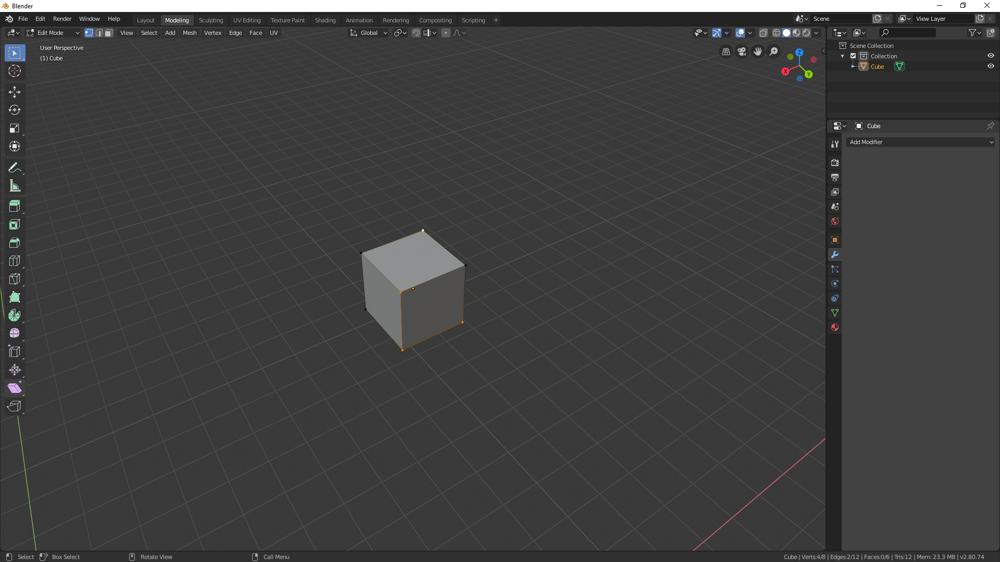 Blender
File Edit Render Window Help
Layout Modeling Sculpting UV Editing Texture Paint Shading Animation Rendering Compositing Scripting +
Scene
View Layer
Edit Mode View Select Add Mesh Vertex Edge Face UV
Global
User Perspective
(1) Cube
Z
X
Y
Scene Collection
Collection
Cube
Cube
Add Modifier
Select Box Select Rotate View Call Menu
Cube | Verts:4/8 | Edges:2/12 | Faces:0/6 | Tris:12 | Mem: 23.3 MB | v2.80.74